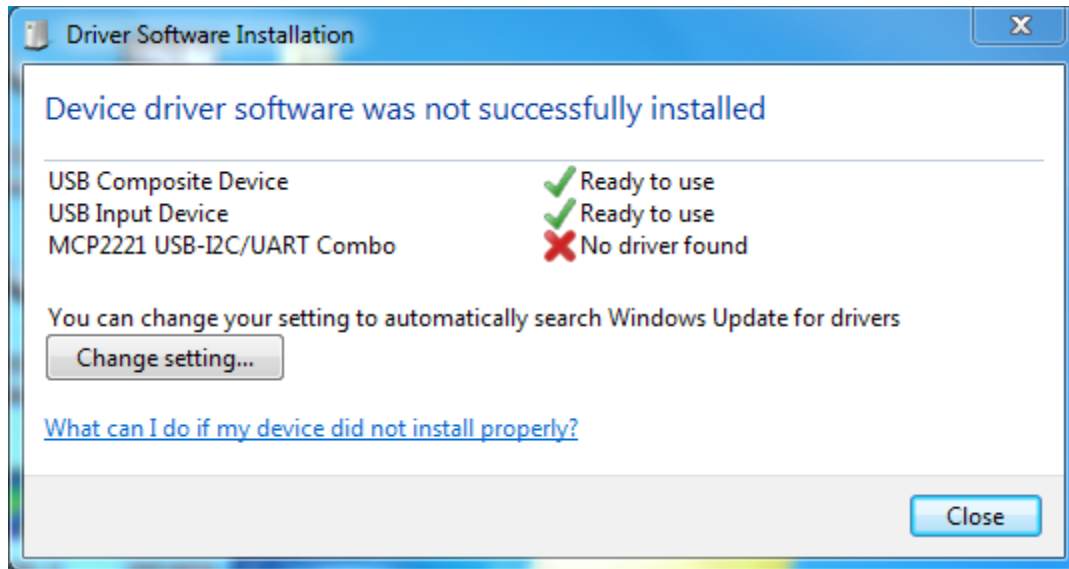 Driver Software Installation
Device driver software was not successfully installed
USB Composite Device Ready to use
USB Input Device Ready to use
MCP2221 USB-I2C/UART Combo No driver found
You can change your setting to automatically search Windows Update for drivers
Change setting...
What can I do if my device did not install properly?
Close